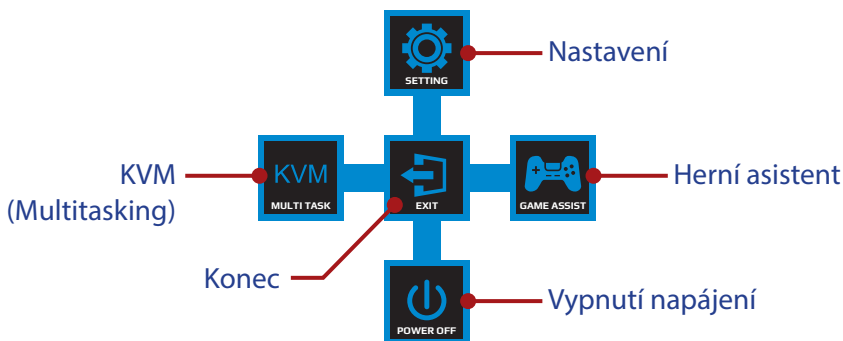 SETTING
Nastavení
KVM
(Multitasking)
KVM
MULTI TASK
EXIT
GAME ASSIST
Herní asistent
Konec
POWER OFF
Vypnutí napájení